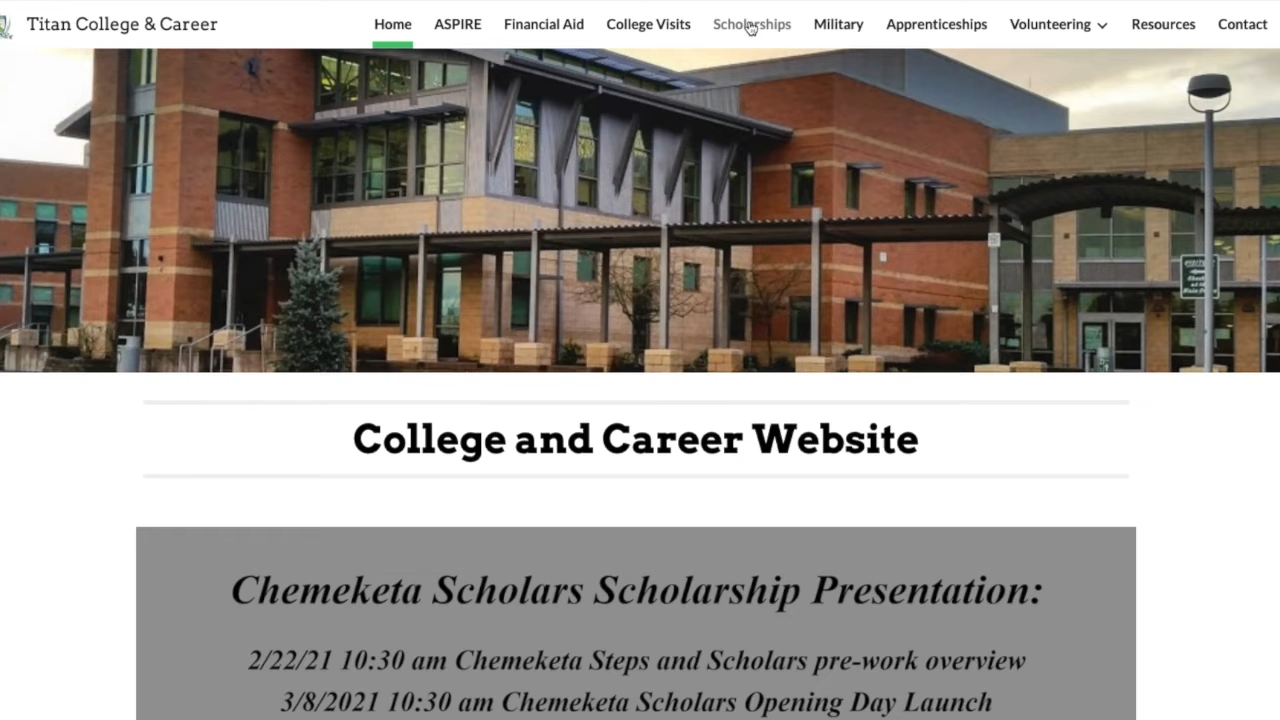 Titan College & Career
Home ASPIRE Financial Aid College Visits Scholarships Military Apprenticeships Volunteering Resources Contact
College and Career Website
Chemeketa Scholars Scholarship Presentation:
2/22/21 10:30 am Chemeketa Steps and Scholars pre-work overview
3/8/2021 10:30 am Chemeketa Scholars Opening Day Launch